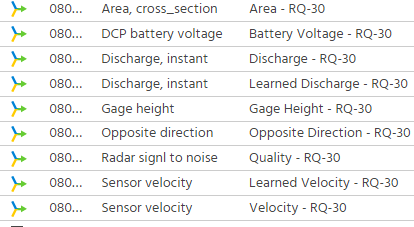 080... Area, cross_section Area - RQ-30
080... DCP battery voltage Battery Voltage - RQ-30
080... Discharge, instant Discharge - RQ-30
080... Discharge, instant Learned Discharge - RQ-30
080... Gage height Gage Height - RQ-30
080... Opposite direction Opposite Direction - RQ-30
080... Radar signl to noise Quality - RQ-30
080... Sensor velocity Learned Velocity - RQ-30
080... Sensor velocity Velocity - RQ-30